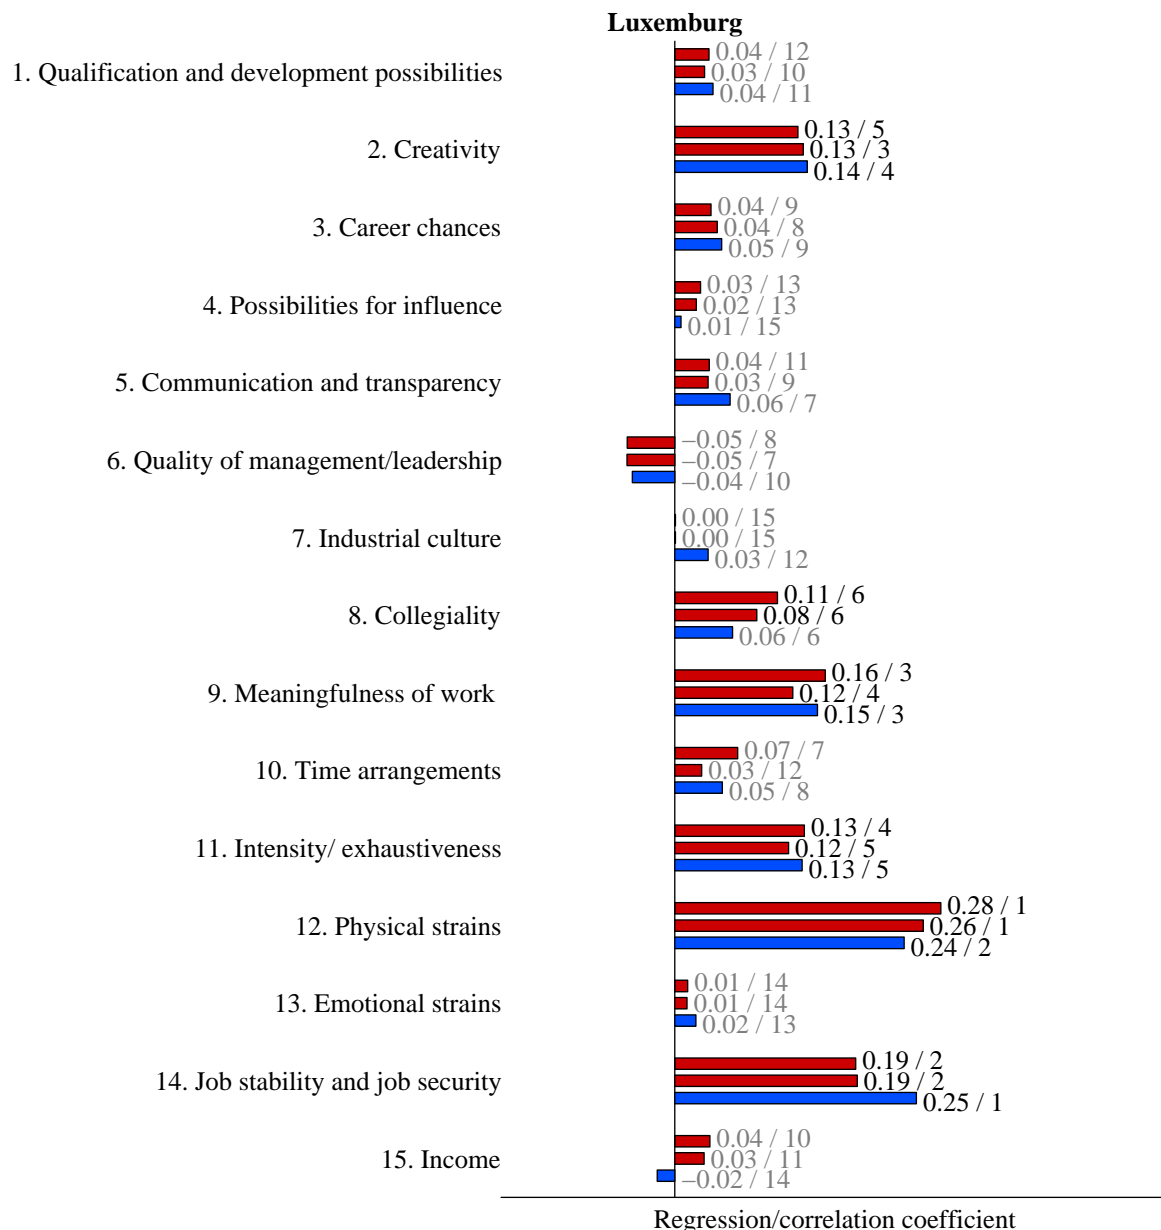 Luxemburg
1. Qualification and development possibilities
0.04 / 12
0.03 / 10
0.04 / 11
2. Creativity
0.13 / 5
0.13 / 3
0.14 / 4
3. Career chances
0.04 / 9
0.04 / 8
0.05 / 9
4. Possibilities for influence
0.03 / 13
0.02 / 13
0.01 / 15
5. Communication and transparency
0.04 / 11
0.03 / 9
0.06 / 7
6. Quality of management/leadership
–0.05 / 8
–0.05 / 7
–0.04 / 10
7. Industrial culture
0.00 / 15
0.00 / 15
0.03 / 12
8. Collegiality
0.11 / 6
0.08 / 6
0.06 / 6
9. Meaningfulness of work
0.16 / 3
0.12 / 4
0.15 / 3
10. Time arrangements
0.07 / 7
0.03 / 12
0.05 / 8
11. Intensity/ exhaustiveness
0.13 / 4
0.12 / 5
0.13 / 5
12. Physical strains
0.28 / 1
0.26 / 1
0.24 / 2
13. Emotional strains
0.01 / 14
0.01 / 14
0.02 / 13
14. Job stability and job security
0.19 / 2
0.19 / 2
0.25 / 1
15. Income
0.04 / 10
0.03 / 11
–0.02 / 14
Regression/correlation coefficient